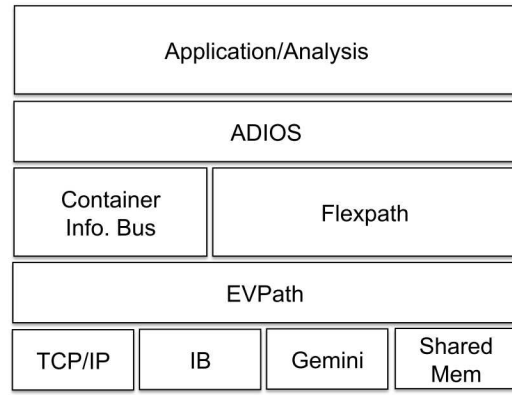 Application/Analysis
ADIOS
Container
Info. Bus
Flexpath
EVPath
TCP/IP
IB
Gemini
Shared
Mem